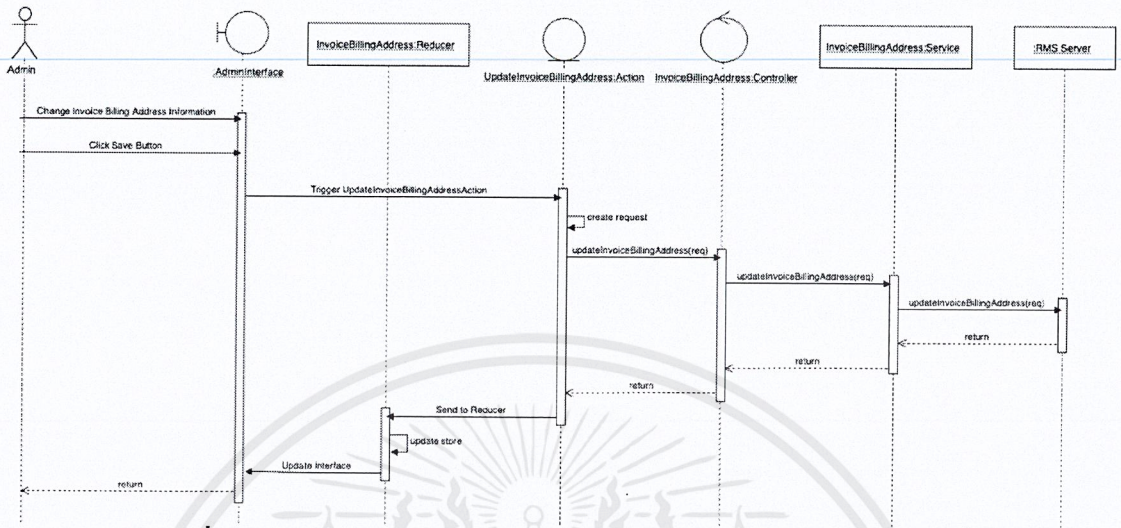 Admin
:AdminInterface
InvoiceBillingAddress:Reducer
UpdateInvoiceBillingAddress:Action
InvoiceBillingAddress:Controller
InvoiceBillingAddress:Service
:RMS Server
Change Invoice Billing Address Information
Click Save Button
Trigger UpdateInvoiceBillingAddressAction
create request
updateInvoiceBillingAddress(req)
updateInvoiceBillingAddress(req)
updateInvoiceBillingAddress(req)
return
return
return
Send to Reducer
update store
Update Interface
return